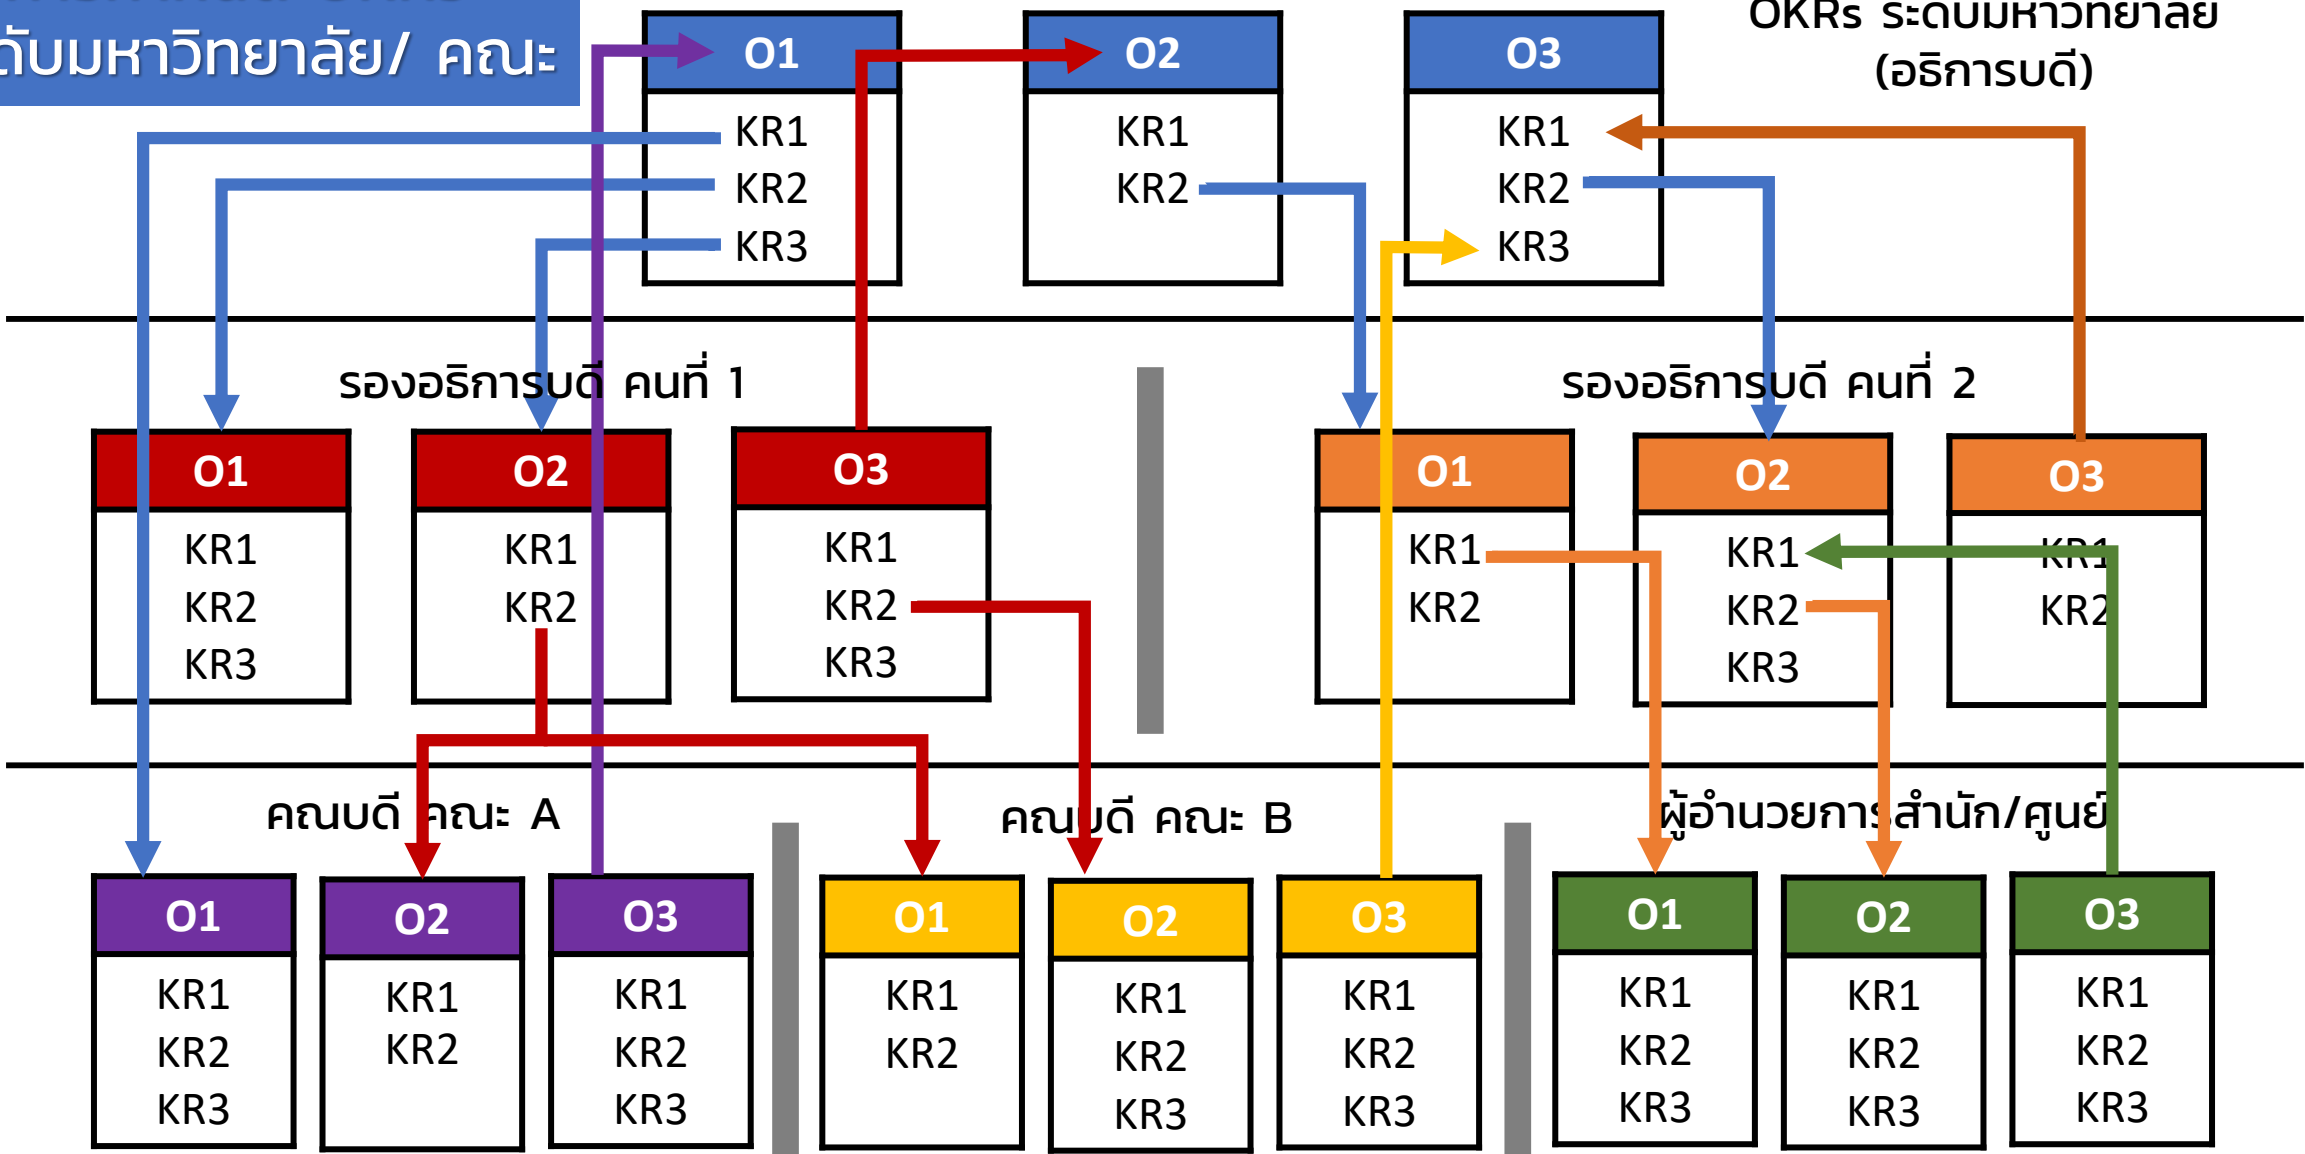 ดับมหาวิทยาลัย/ คณะ
OKRs ระดับมหาวิทยาลัย
(อธิการบดี)
O1
KR1
KR2
KR3
O2
KR1
KR2
O3
KR1
KR2
KR3
รองอธิการบดี คนที่ 1
O1
KR1
KR2
KR3
O2
KR1
KR2
O3
KR1
KR2
KR3
รองอธิการบดี คนที่ 2
O1
KR1
KR2
O2
KR1
KR2
KR3
O3
KR1
KR2
คณบดี คณะ A
O1
KR1
KR2
KR3
O2
KR1
KR2
O3
KR1
KR2
KR3
คณบดี คณะ B
O1
KR1
KR2
O2
KR1
KR2
KR3
O3
KR1
KR2
KR3
ผู้อำนวยการสำนัก/ศูนย์
O1
KR1
KR2
KR3
O2
KR1
KR2
KR3
O3
KR1
KR2
KR3